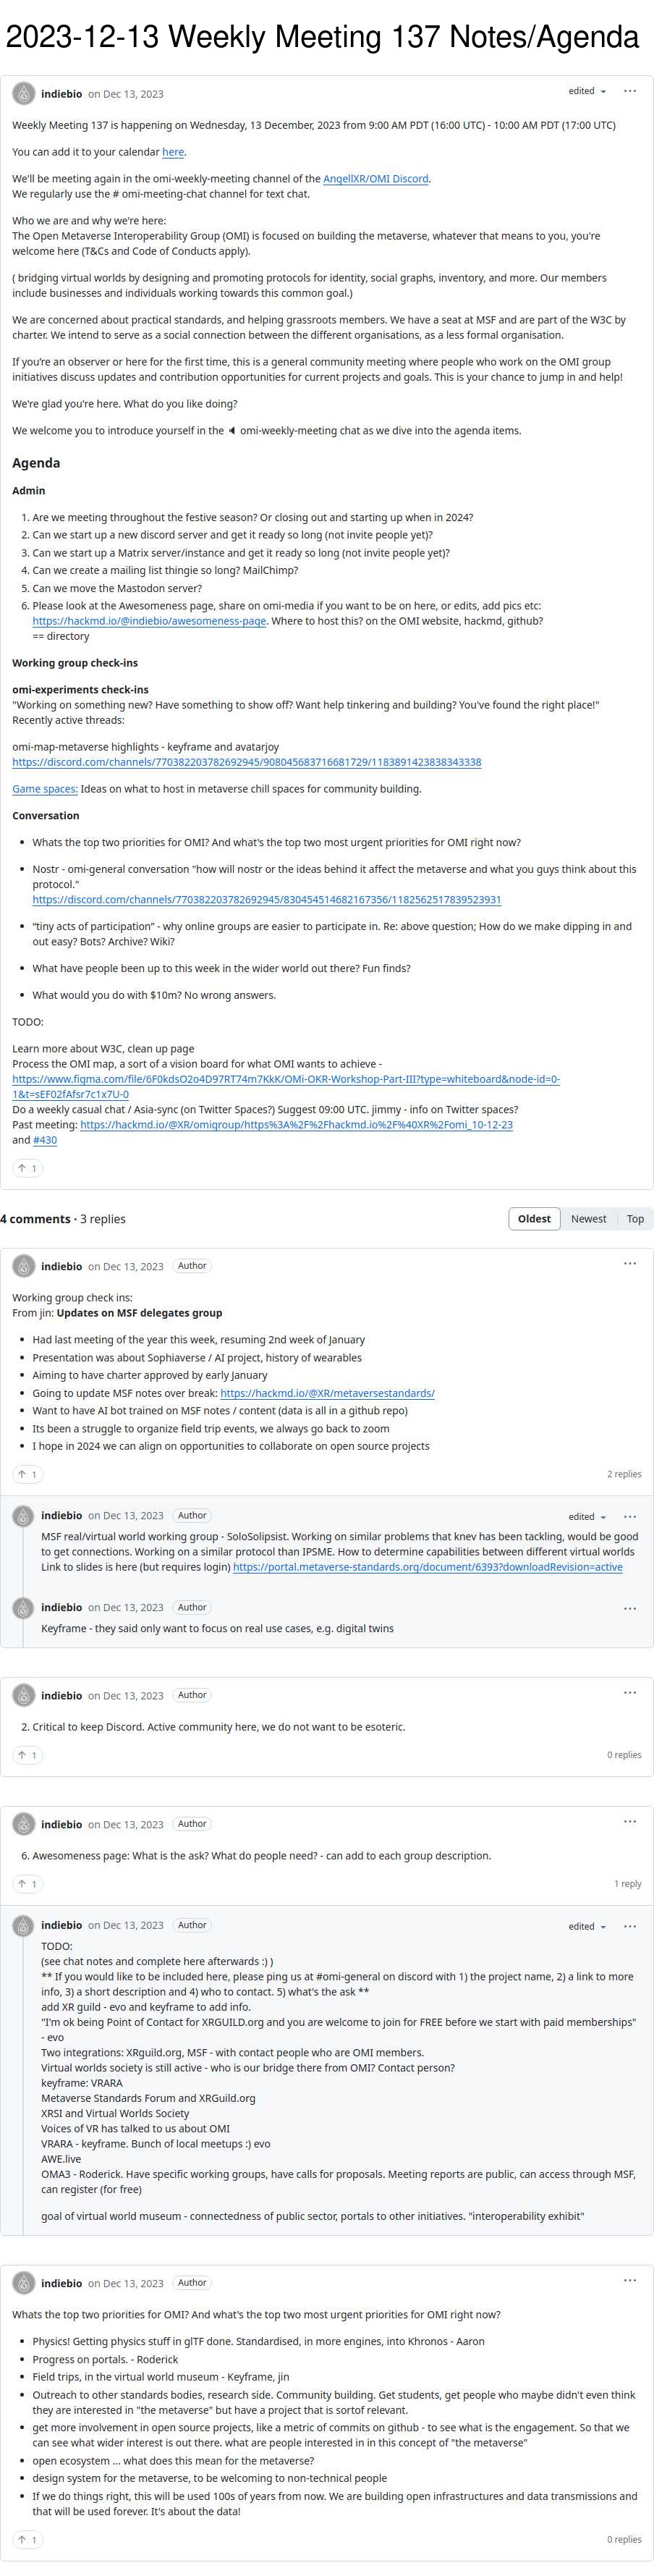 2023-12-13 Weekly Meeting 137 Notes/Agenda
indiebio on Dec 13, 2023
edited
Weekly Meeting 137 is happening on Wednesday, 13 December, 2023 from 9:00 AM PDT (16:00 UTC) - 10:00 AM PDT (17:00 UTC)
You can add it to your calendar here.
We'll be meeting again in the omi-weekly-meeting channel of the AngellXR/OMI Discord.
We regularly use the # omi-meeting-chat channel for text chat.
Who we are and why we're here:
The Open Metaverse Interoperability Group (OMI) is focused on building the metaverse, whatever that means to you, you're
welcome here (T&Cs and Code of Conducts apply).
( bridging virtual worlds by designing and promoting protocols for identity, social graphs, inventory, and more. Our members
include businesses and individuals working towards this common goal.)
We are concerned about practical standards, and helping grassroots members. We have a seat at MSF and are part of the W3C by
charter. We intend to serve as a social connection between the different organisations, as a less formal organisation.
If you're an observer or here for the first time, this is a general community meeting where people who work on the OMI group
initiatives discuss updates and contribution opportunities for current projects and goals. This is your chance to jump in and help!
We're glad you're here. What do you like doing?
We welcome you to introduce yourself in the 🔈 omi-weekly-meeting chat as we dive into the agenda items.
Agenda
Admin
1. Are we meeting throughout the festive season? Or closing out and starting up when in 2024?
2. Can we start up a new discord server and get it ready so long (not invite people yet)?
3. Can we start up a Matrix server/instance and get it ready so long (not invite people yet)?
4. Can we create a mailing list thingie so long? MailChimp?
5. Can we move the Mastodon server?
6. Please look at the Awesomeness page, share on omi-media if you want to be on here, or edits, add pics etc:
https://hackmd.io/@indiebio/awesomeness-page. Where to host this? on the OMI website, hackmd, github?
== directory
Working group check-ins
omi-experiments check-ins
"Working on something new? Have something to show off? Want help tinkering and building? You've found the right place!"
Recently active threads:
omi-map-metaverse highlights - keyframe and avatarjoy
https://discord.com/channels/770382203782692945/908045683716681729/1183891423838343338
Game spaces: Ideas on what to host in metaverse chill spaces for community building.
Conversation
• Whats the top two priorities for OMI? And what's the top two most urgent priorities for OMI right now?
• Nostr - omi-general conversation "how will nostr or the ideas behind it affect the metaverse and what you guys think about this
protocol."
https://discord.com/channels/770382203782692945/830454514682167356/1182562517839523931
• “tiny acts of participation” - why online groups are easier to participate in. Re: above question; How do we make dipping in and
out easy? Bots? Archive? Wiki?
• What have people been up to this week in the wider world out there? Fun finds?
• What would you do with $10m? No wrong answers.
TODO:
Learn more about W3C, clean up page
Process the OMI map, a sort of a vision board for what OMI wants to achieve -
https://www.figma.com/file/6F0kdsO2o4D97RT74m7KkK/OMi-OKR-Workshop-Part-III?type=whiteboard&node-id=0-
1&t=sEF02fAfsr7c1x7U-0
Do a weekly casual chat / Asia-sync (on Twitter Spaces?) Suggest 09:00 UTC. jimmy - info on Twitter spaces?
Past meeting: https://hackmd.io/@XR/omigroup/https%3A%2F%2Fhackmd.io%2F%40XR%2Fomi_10-12-23
and #430
↑ 1
4 comments · 3 replies
Oldest Newest Top
indiebio on Dec 13, 2023 Author
Working group check ins:
From jin: Updates on MSF delegates group
• Had last meeting of the year this week, resuming 2nd week of January
• Presentation was about Sophiaverse / AI project, history of wearables
• Aiming to have charter approved by early January
• Going to update MSF notes over break: https://hackmd.io/@XR/metaversestandards/
• Want to have AI bot trained on MSF notes / content (data is all in a github repo)
• Its been a struggle to organize field trip events, we always go back to zoom
• I hope in 2024 we can align on opportunities to collaborate on open source projects
↑ 1
2 replies
indiebio on Dec 13, 2023 Author
edited
MSF real/virtual world working group - SoloSolipsist. Working on similar problems that knev has been tackling, would be good
to get connections. Working on a similar protocol than IPSME. How to determine capabilities between different virtual worlds
Link to slides is here (but requires login) https://portal.metaverse-standards.org/document/6393?downloadRevision=active
indiebio on Dec 13, 2023 Author
Keyframe - they said only want to focus on real use cases, e.g. digital twins
indiebio on Dec 13, 2023 Author
2. Critical to keep Discord. Active community here, we do not want to be esoteric.
↑ 1
0 replies
indiebio on Dec 13, 2023 Author
6. Awesomeness page: What is the ask? What do people need? - can add to each group description.
↑ 1
1 reply
indiebio on Dec 13, 2023 Author
edited
TODO:
(see chat notes and complete here afterwards :) )
** If you would like to be included here, please ping us at #omi-general on discord with 1) the project name, 2) a link to more
info, 3) a short description and 4) who to contact. 5) what's the ask **
add XR guild - evo and keyframe to add info.
"I'm ok being Point of Contact for XRGUILD.org and you are welcome to join for FREE before we start with paid memberships"
- evo
Two integrations: XRguild.org, MSF - with contact people who are OMI members.
Virtual worlds society is still active - who is our bridge there from OMI? Contact person?
keyframe: VRARA
Metaverse Standards Forum and XRGuild.org
XRSI and Virtual Worlds Society
Voices of VR has talked to us about OMI
VRARA - keyframe. Bunch of local meetups :) evo
AWE.live
OMA3 - Roderick. Have specific working groups, have calls for proposals. Meeting reports are public, can access through MSF,
can register (for free)
goal of virtual world museum - connectedness of public sector, portals to other initiatives. "interoperability exhibit"
indiebio on Dec 13, 2023 Author
Whats the top two priorities for OMI? And what's the top two most urgent priorities for OMI right now?
• Physics! Getting physics stuff in glTF done. Standardised, in more engines, into Khronos - Aaron
• Progress on portals. - Roderick
• Field trips, in the virtual world museum - Keyframe, jin
• Outreach to other standards bodies, research side. Community building. Get students, get people who maybe didn't even think
they are interested in "the metaverse" but have a project that is sortof relevant.
• get more involvement in open source projects, like a metric of commits on github - to see what is the engagement. So that we
can see what wider interest is out there. what are people interested in in this concept of "the metaverse"
• open ecosystem ... what does this mean for the metaverse?
• design system for the metaverse, to be welcoming to non-technical people
• If we do things right, this will be used 100s of years from now. We are building open infrastructures and data transmissions and
that will be used forever. It's about the data!
↑ 1
0 replies